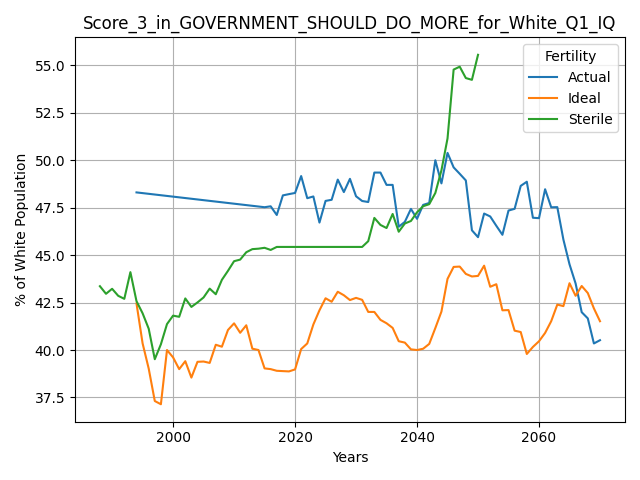 Score_3_in_GOVERNMENT_SHOULD_DO_MORE_for_White_Q1_IQ
% of White Population
55.0
52.5
50.0
47.5
45.0
42.5
40.0
37.5
Fertility
Actual
Ideal
Sterile
2000
2020
2040
2060
Years